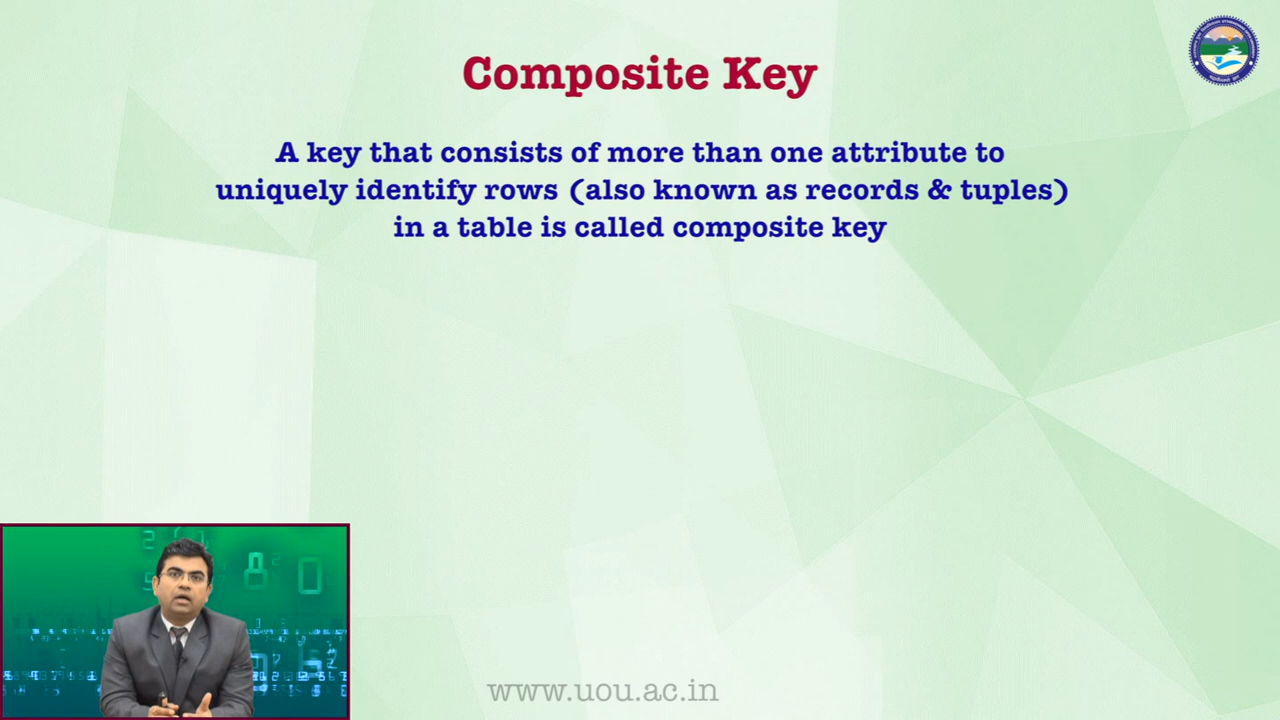 Composite Key
A key that consists of more than one attribute to
uniquely identify rows (also known as records & tuples)
in a table is called composite key
www.uou.ac.in